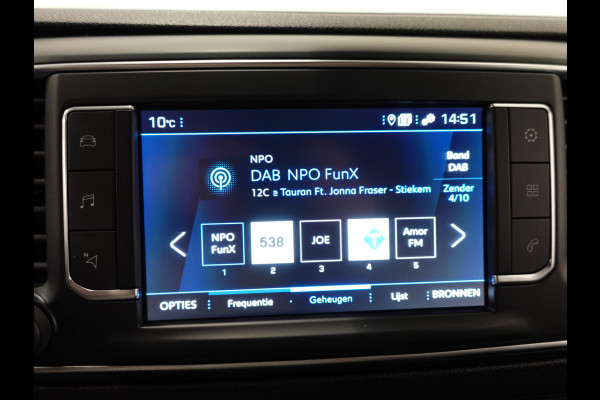 10°C 14:51
NPO
DAB NPO FunX
12C Tauran Ft. Jonna Fraser - Stiekem
Band
DAB
Zender
4/10
NPO
FunX
538
JOE
T
Amor
FM
1 2 3 4 5
OPTIES Frequentie Geheugen Lijst BRONNEN
N